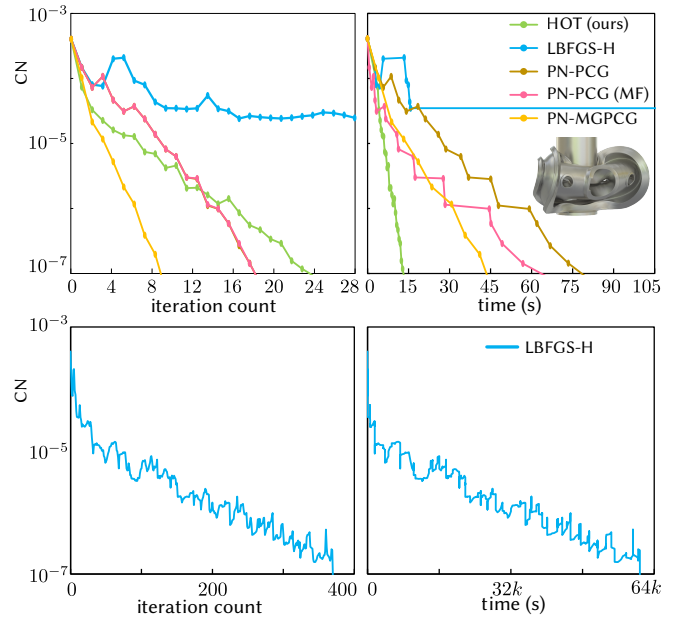 10⁻³
CN
10⁻⁵
10⁻⁷
0 4 8 12 16 20 24 28
iteration count
HOT (ours)
LBFGS-H
PN-PCG
PN-PCG (MF)
PN-MGPCG
0 15 30 45 60 75 90 105
time (s)
10⁻³
CN
10⁻⁵
10⁻⁷
0 200 400
iteration count
LBFGS-H
0 32k 64k
time (s)